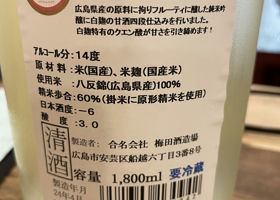 広島県産の原料に拘りフルーティに醸した純米吟
醸に白麹の甘酒四段仕込みを行いました。
白麹特有のクエン酸が甘さを引き締めます！
アルコール分：14度
原材料：米(国産)、米麹(国産米)
使用米：八反錦(広島県産100%)
精米歩合：60%(掛米に原形精米を使用)
日本酒度：−6
酸度：3.0
清酒
製造者：合名会社 梅田酒造場
広島市安芸区船越六丁目3番8号
容量 1,800ml 要冷蔵
製造年月
24年4月